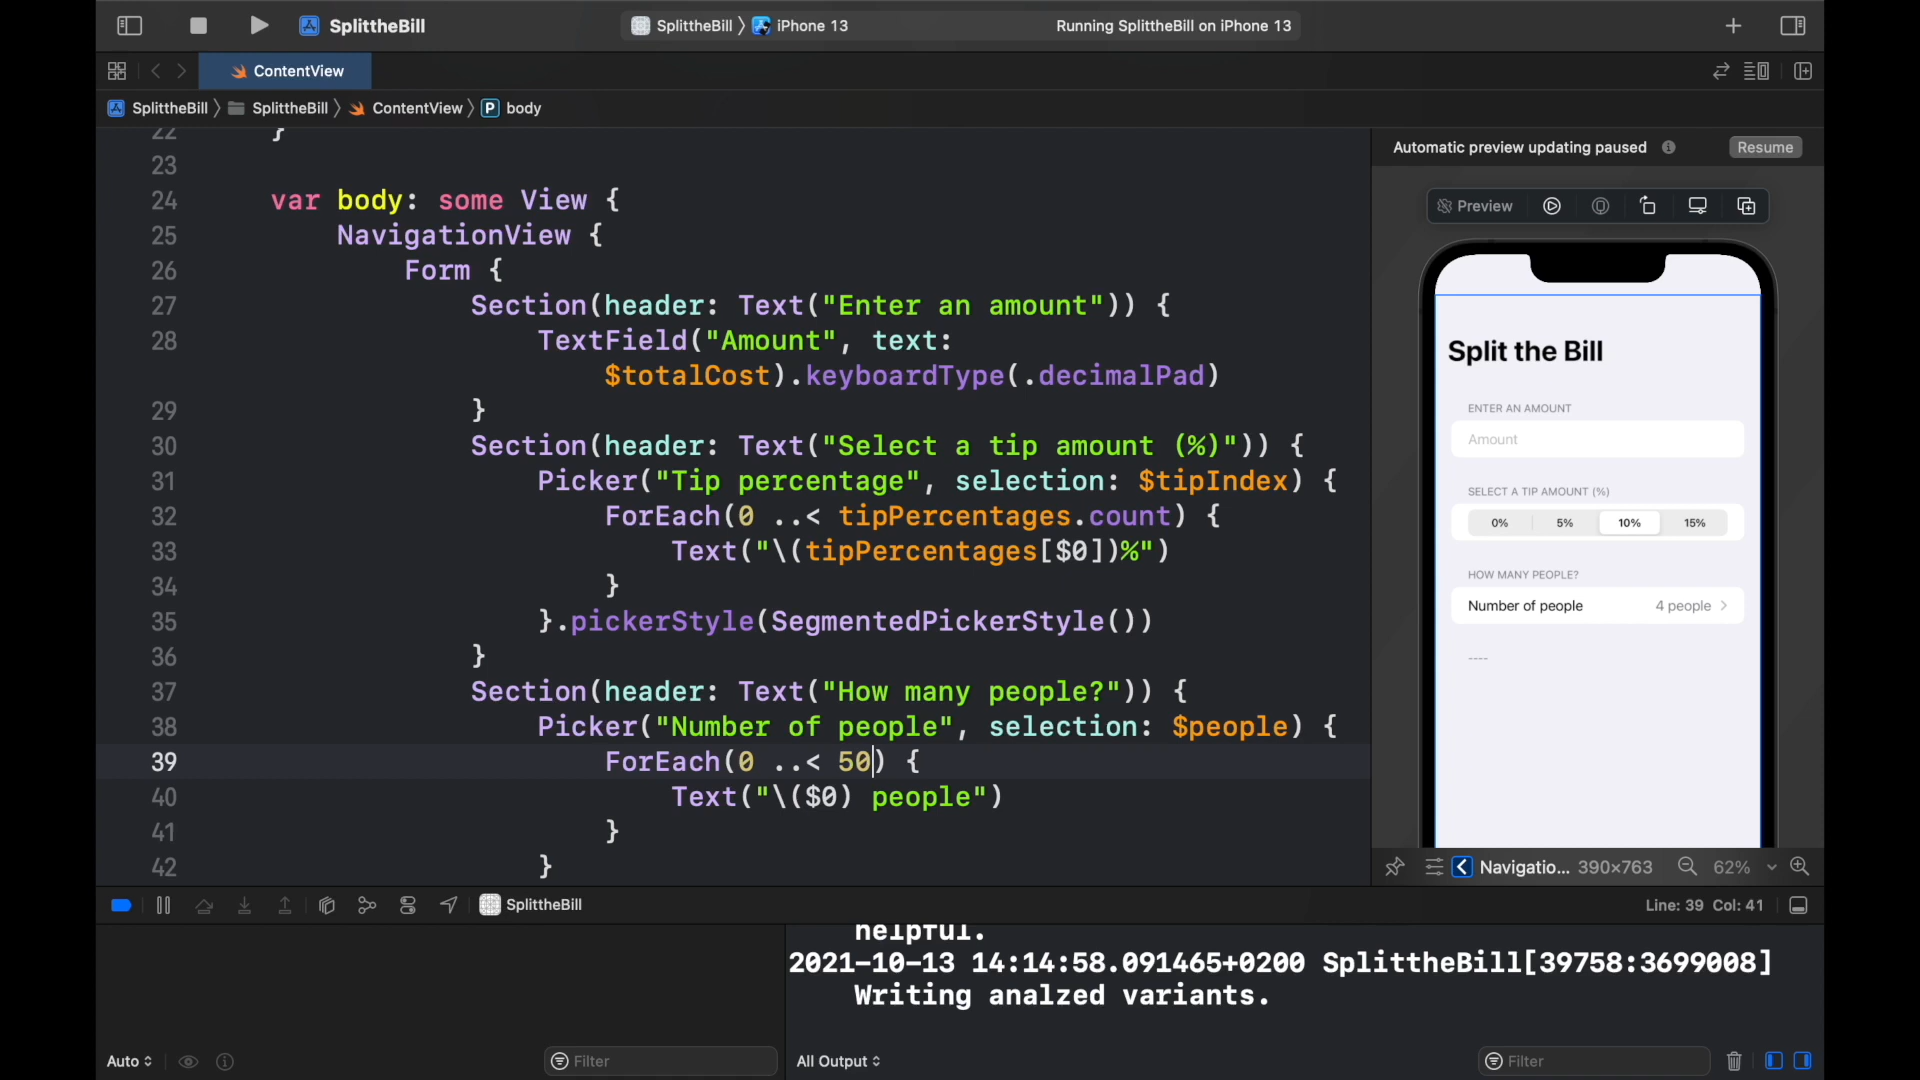 SplittheBill
SplittheBill 〉 iPhone 13
Running SplittheBill on iPhone 13
ContentView
SplittheBill 〉 SplittheBill 〉 ContentView 〉 P body
22 }
23
24 var body: some View {
25 NavigationView {
26 Form {
27 Section(header: Text("Enter an amount")) {
28 TextField("Amount", text:
$totalCost).keyboardType(.decimalPad)
29 }
30 Section(header: Text("Select a tip amount (%)")) {
31 Picker("Tip percentage", selection: $tipIndex) {
32 ForEach(0 ..< tipPercentages.count) {
33 Text("\(tipPercentages[$0])%")
34 }
35 }.pickerStyle(SegmentedPickerStyle())
36 }
37 Section(header: Text("How many people?")) {
38 Picker("Number of people", selection: $people) {
39 ForEach(0 ..< 50) {
40 Text("\($0) people")
41 }
42 }
Automatic preview updating paused
Resume
Preview
Split the Bill
ENTER AN AMOUNT
Amount
SELECT A TIP AMOUNT (%)
0% 5% 10% 15%
HOW MANY PEOPLE?
Number of people 4 people
----
Navigatio... 390×763 62%
SplittheBill
Line: 39 Col: 41
helpful.
2021-10-13 14:14:58.091465+0200 SplittheBill[39758:3699008]
Writing analzed variants.
Auto
Filter
All Output
Filter